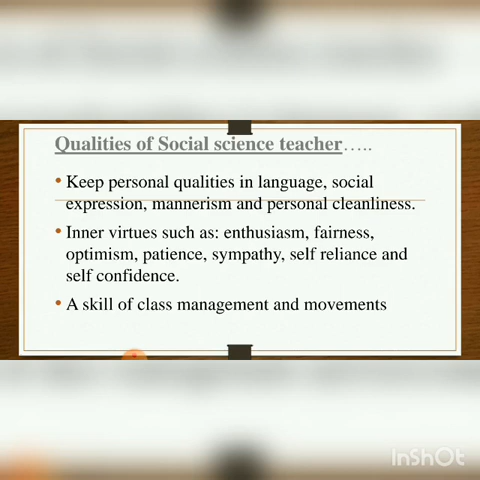 Qualities of Social science teacher…..
• Keep personal qualities in language, social
expression, mannerism and personal cleanliness.
• Inner virtues such as: enthusiasm, fairness,
optimism, patience, sympathy, self reliance and
self confidence.
• A skill of class management and movements
InShOt